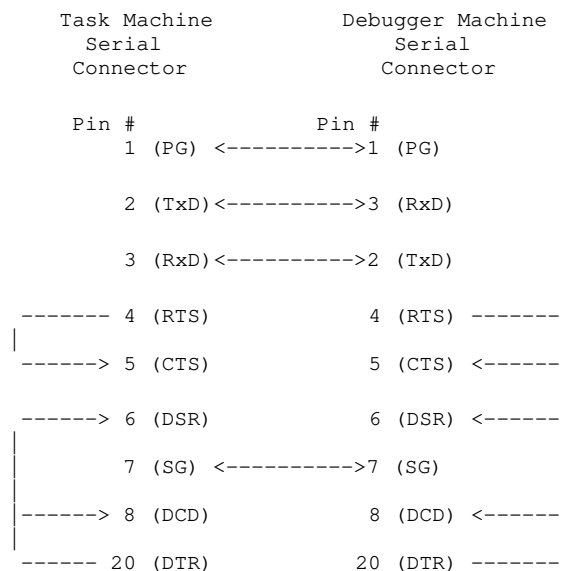 Task Machine Debugger Machine
Serial Serial
Connector Connector
Pin # Pin #
1 (PG) <---------->1 (PG)
2 (TxD)<---------->3 (RxD)
3 (RxD)<---------->2 (TxD)
------- 4 (RTS) 4 (RTS) -------
|
------> 5 (CTS) 5 (CTS) <------
------> 6 (DSR) 6 (DSR) <------
|
| 7 (SG) <---------->7 (SG)
|
|------> 8 (DCD) 8 (DCD) <------
|
------ 20 (DTR) 20 (DTR) -------